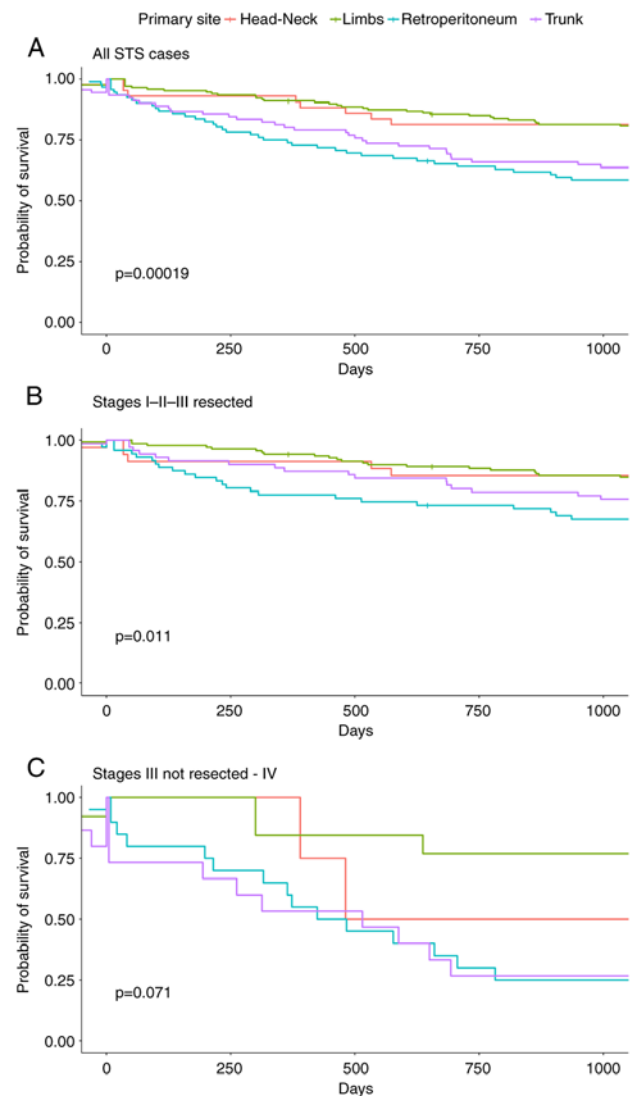 Primary site Head-Neck Limbs Retroperitoneum Trunk
A
All STS cases
Probability of survival
1.00
0.75
0.50
0.25
0.00
p=0.00019
0 250 500 750 1000
Days
B
Stages I–II–III resected
Probability of survival
1.00
0.75
0.50
0.25
0.00
p=0.011
0 250 500 750 1000
Days
C
Stages III not resected - IV
Probability of survival
1.00
0.75
0.50
0.25
0.00
p=0.071
0 250 500 750 1000
Days